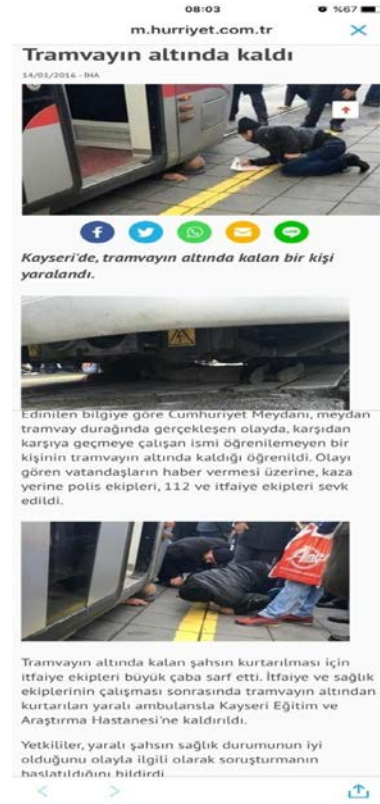 08:03
%67
m.hurriyet.com.tr
Tramvayın altında kaldı
14/01/2016 - İHA
Kayseri'de, tramvayın altında kalan bir kişi
yaralandı.
Edinilen bilgiye göre Cumhuriyet Meydanı, meydan
tramvay durağında gerçekleşen olayda, karşıdan
karşıya geçmeye çalışan ismi öğrenilemeyen bir
kişinin tramvayın altında kaldığı öğrenildi. Olayı
gören vatandaşların haber vermesi üzerine, kaza
yerine polis ekipleri, 112 ve itfaiye ekipleri sevk
edildi.
Tramvayın altında kalan şahsın kurtarılması için
itfaiye ekipleri büyük çaba sarf etti. İtfaiye ve sağlık
ekiplerinin çalışması sonrasında tramvayın altından
kurtarılan yaralı ambulansla Kayseri Eğitim ve
Araştırma Hastanesi'ne kaldırıldı.
Yetkililer, yaralı şahsın sağlık durumunun iyi
olduğunu olayla ilgili olarak soruşturmanın
başlatıldığını bildirdi